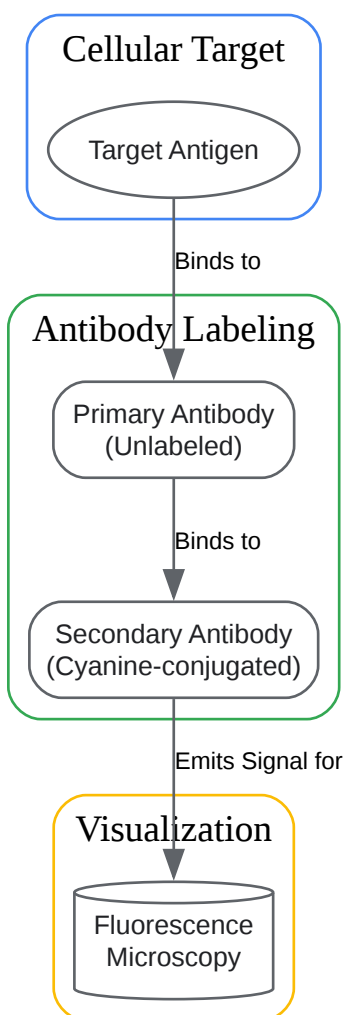 Cellular Target
Target Antigen
Binds to
Antibody Labeling
Primary Antibody
(Unlabeled)
Binds to
Secondary Antibody
(Cyanine-conjugated)
Emits Signal for
Visualization
Fluorescence
Microscopy